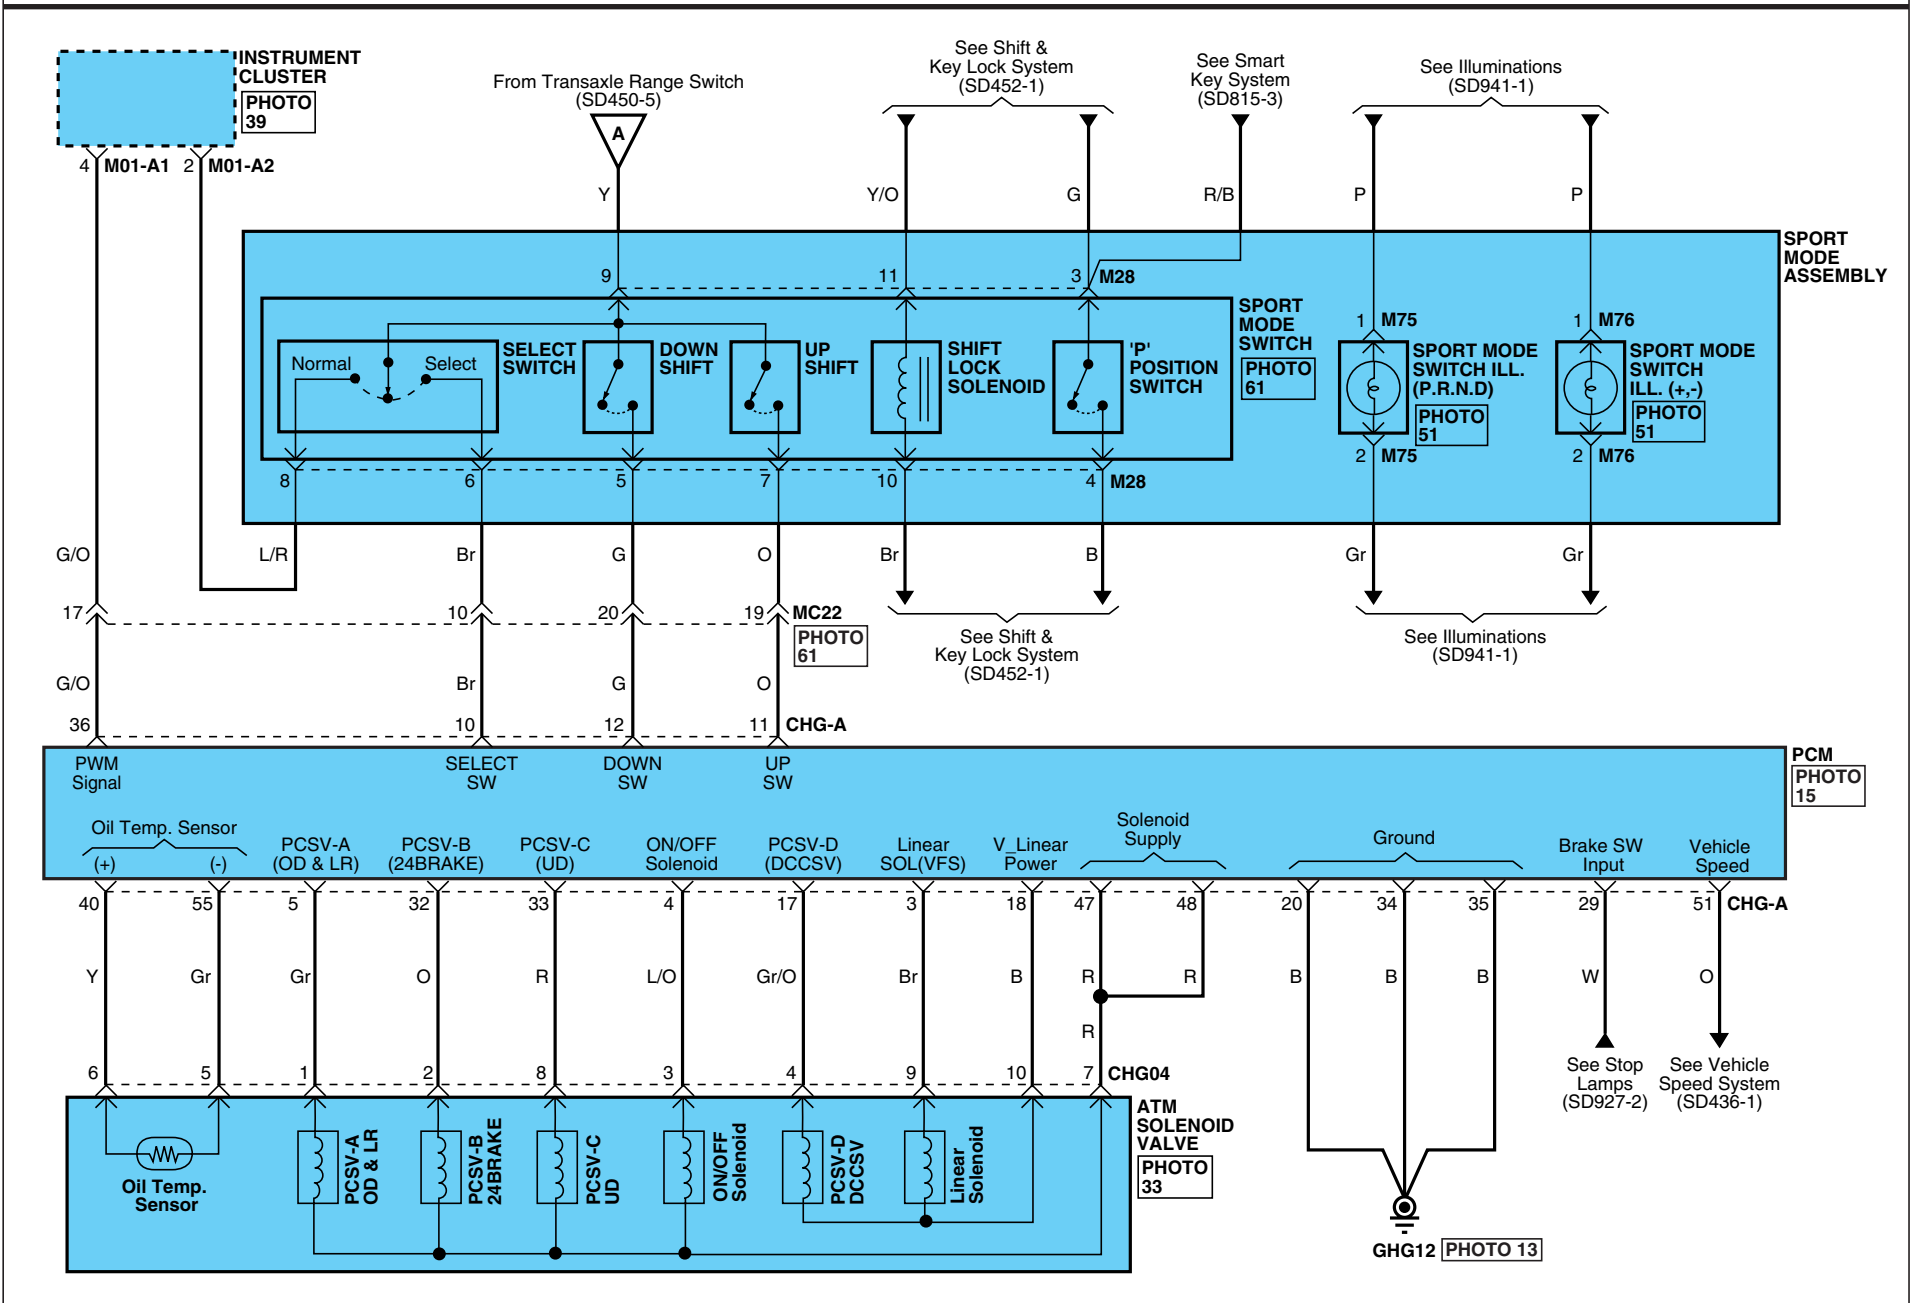 INSTRUMENT
CLUSTER
PHOTO
39
4 M01-A1 2 M01-A2
From Transaxle Range Switch
(SD450-5)
A
See Shift &
Key Lock System
(SD452-1)
See Smart
Key System
(SD815-3)
See Illuminations
(SD941-1)
Y Y/O G R/B P P
SPORT
MODE
ASSEMBLY
9 11 3 M28
SPORT
MODE
SWITCH
PHOTO
61
Normal Select
SELECT
SWITCH
DOWN
SHIFT
UP
SHIFT
SHIFT
LOCK
SOLENOID
'P'
POSITION
SWITCH
1 M75
SPORT MODE
SWITCH ILL.
(P.R.N.D)
PHOTO
51
2 M75
1 M76
SPORT MODE
SWITCH
ILL. (+,-)
PHOTO
51
2 M76
8 6 5 7 10 4 M28
G/O L/R Br G O Br B Gr Gr
17 10 20 19 MC22
PHOTO
61
See Shift &
Key Lock System
(SD452-1)
See Illuminations
(SD941-1)
G/O Br G O
36 10 12 11 CHG-A
PCM
PHOTO
15
PWM
Signal
SELECT
SW
DOWN
SW
UP
SW
Oil Temp. Sensor
(+) (-)
PCSV-A
(OD & LR)
PCSV-B
(24BRAKE)
PCSV-C
(UD)
ON/OFF
Solenoid
PCSV-D
(DCCSV)
Linear
SOL(VFS)
V_Linear
Power
Solenoid
Supply
Ground
Brake SW
Input
Vehicle
Speed
40 55 5 32 33 4 17 3 18 47 48 20 34 35 29 51 CHG-A
Y Gr Gr O R L/O Gr/O Br B R R B B B W O
R
6 5 1 2 8 3 4 9 10 7 CHG04
See Stop
Lamps
(SD927-2)
See Vehicle
Speed System
(SD436-1)
ATM
SOLENOID
VALVE
PHOTO
33
Oil Temp.
Sensor
PCSV-A
OD & LR
PCSV-B
24BRAKE
PCSV-C
UD
ON/OFF
Solenoid
PCSV-D
DCCSV
Linear
Solenoid
GHG12 PHOTO 13